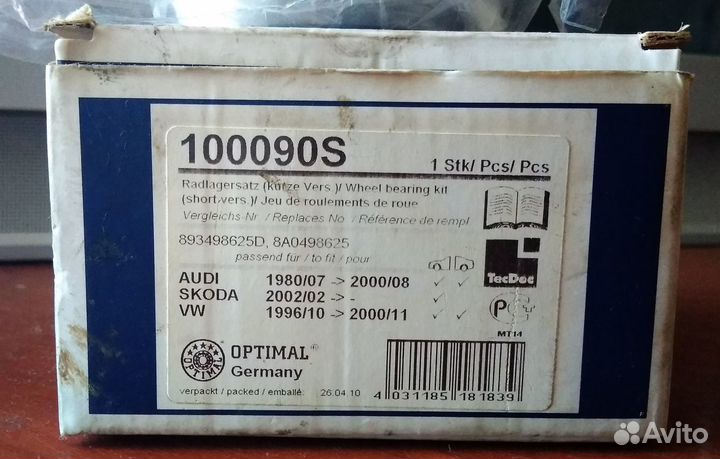 100090S
1 Stk/ Pcs/ Pcs
Radlagersatz (kurze Vers.)/ Wheel bearing kit
(short vers.)/ Jeu de roulements de roue
Vergleichs-Nr. / Replaces No. / Référence de rempl.
893498625D, 8A0498625
passend für / to fit / pour
AUDI 1980/07 -> 2000/08
SKODA 2002/02 -> -
VW 1996/10 -> 2000/11
TecDoc
MT14
OPTIMAL
OPTIMAL®
Germany
verpackt / packed / emballé: 26.04.10
4 031185 181839
Avito